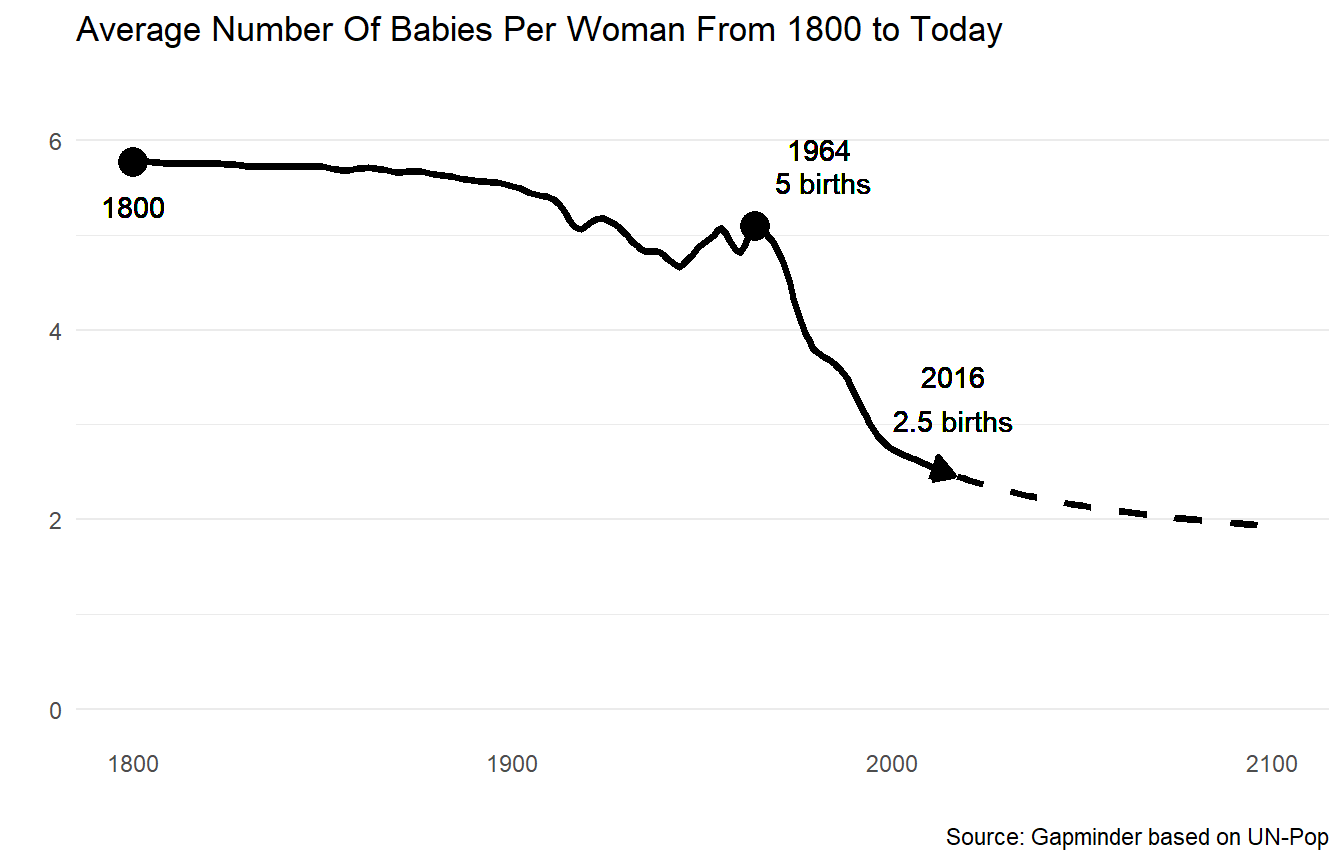 Average Number Of Babies Per Woman From 1800 to Today
6
1964
5 births
1800
4
2016
2.5 births
2
0
1800
1900
2000
2100
Source: Gapminder based on UN-Pop